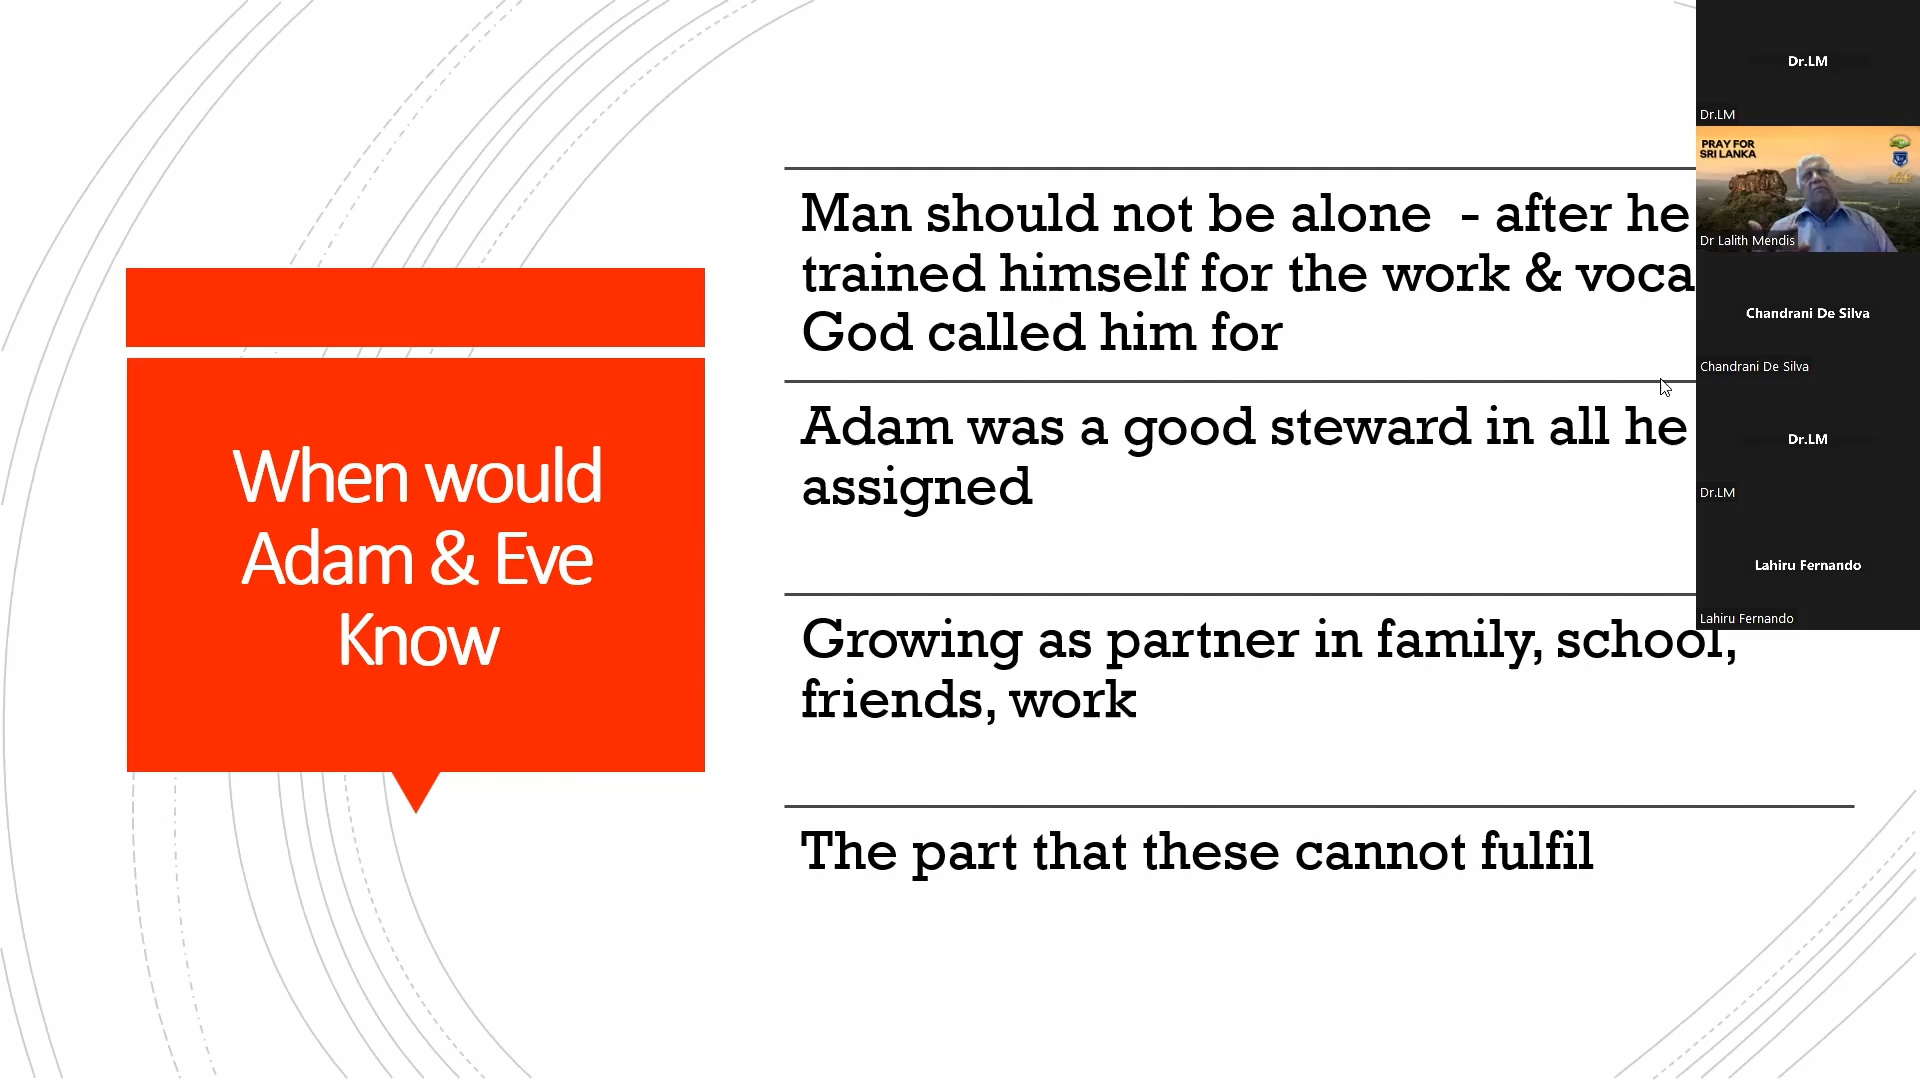 When would
Adam & Eve
Know
Man should not be alone - after he
trained himself for the work &
God called him for
Adam was a good steward in all he
assigned
Growing as partner in family, school,
friends, work
The part that these cannot fulfil
Dr.LM
Dr.LM
PRAY FOR
SRI LANKA
Dr Lalith Mendis
Chandrani De Silva
Chandrani De Silva
Dr.LM
Dr.LM
Lahiru Fernando
Lahiru Fernando